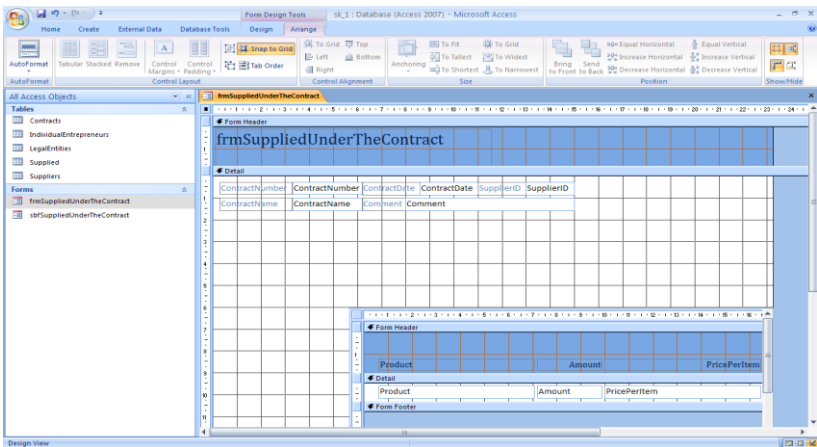 Form Design Tools
sk_1 : Database (Access 2007) - Microsoft Access
Home Create External Data Database Tools Design Arrange
AutoFormat
Tabular Stacked Remove
Control Margins Control Padding
Snap to Grid
Tab Order
To Grid Top
Left Bottom
Right
Anchoring
To Fit To Grid
To Tallest To Widest
To Shortest To Narrowest
Bring to Front Send to Back
Equal Horizontal Equal Vertical
Increase Horizontal Increase Vertical
Decrease Horizontal Decrease Vertical
AutoFormat Control Layout Control Alignment Size Position Show/Hide
All Access Objects
Tables
Contracts
IndividualEntrepreneurs
LegalEntities
Supplied
Suppliers
Forms
frmSuppliedUnderTheContract
sbfSuppliedUnderTheContract
frmSuppliedUnderTheContract
Form Header
frmSuppliedUnderTheContract
Detail
ContractNumber ContractNumber ContractDate ContractDate SupplierID SupplierID
ContractName ContractName Comment Comment
Form Header
Product Amount PricePerItem
Detail
Product Amount PricePerItem
Form Footer
Design View